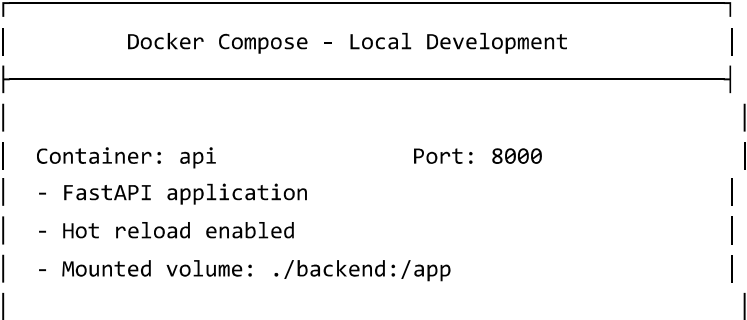 Docker Compose - Local Development
Container: api Port: 8000
- FastAPI application
- Hot reload enabled
- Mounted volume: ./backend:/app